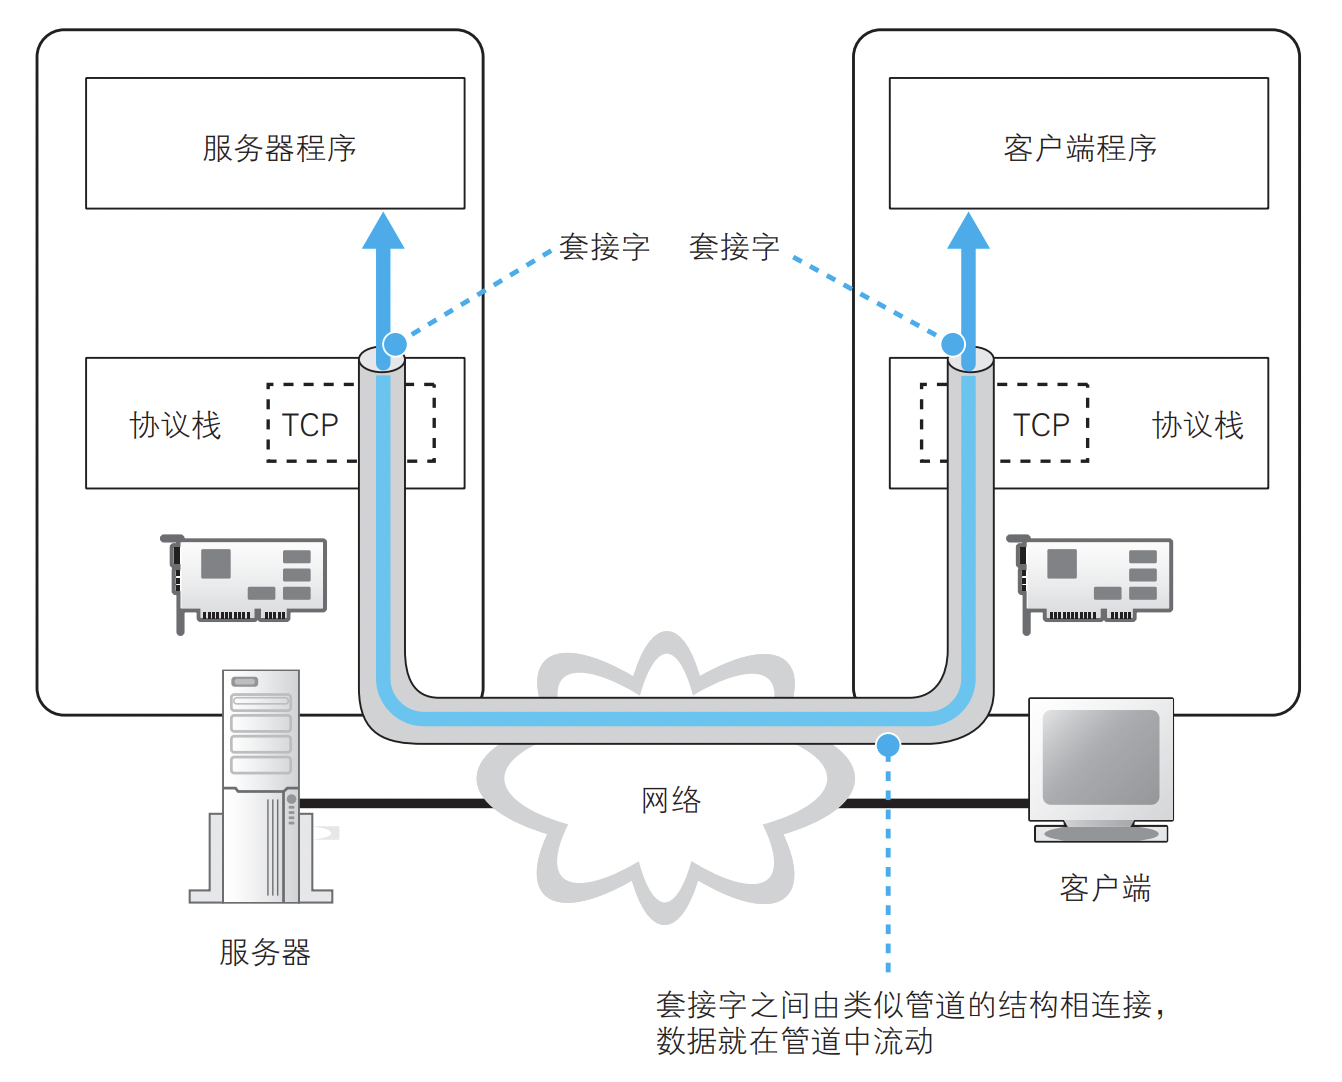 服务器程序
客户端程序
套接字
套接字
协议栈
TCP
TCP
协议栈
网络
服务器
客户端
套接字之间由类似管道的结构相连接，
数据就在管道中流动